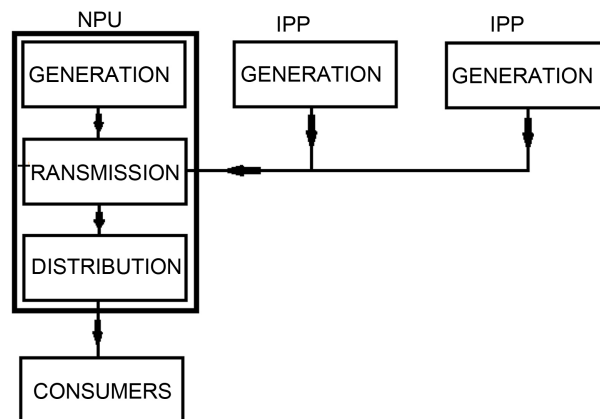 NPU
IPP
IPP
GENERATION
GENERATION
GENERATION
TRANSMISSION
DISTRIBUTION
CONSUMERS